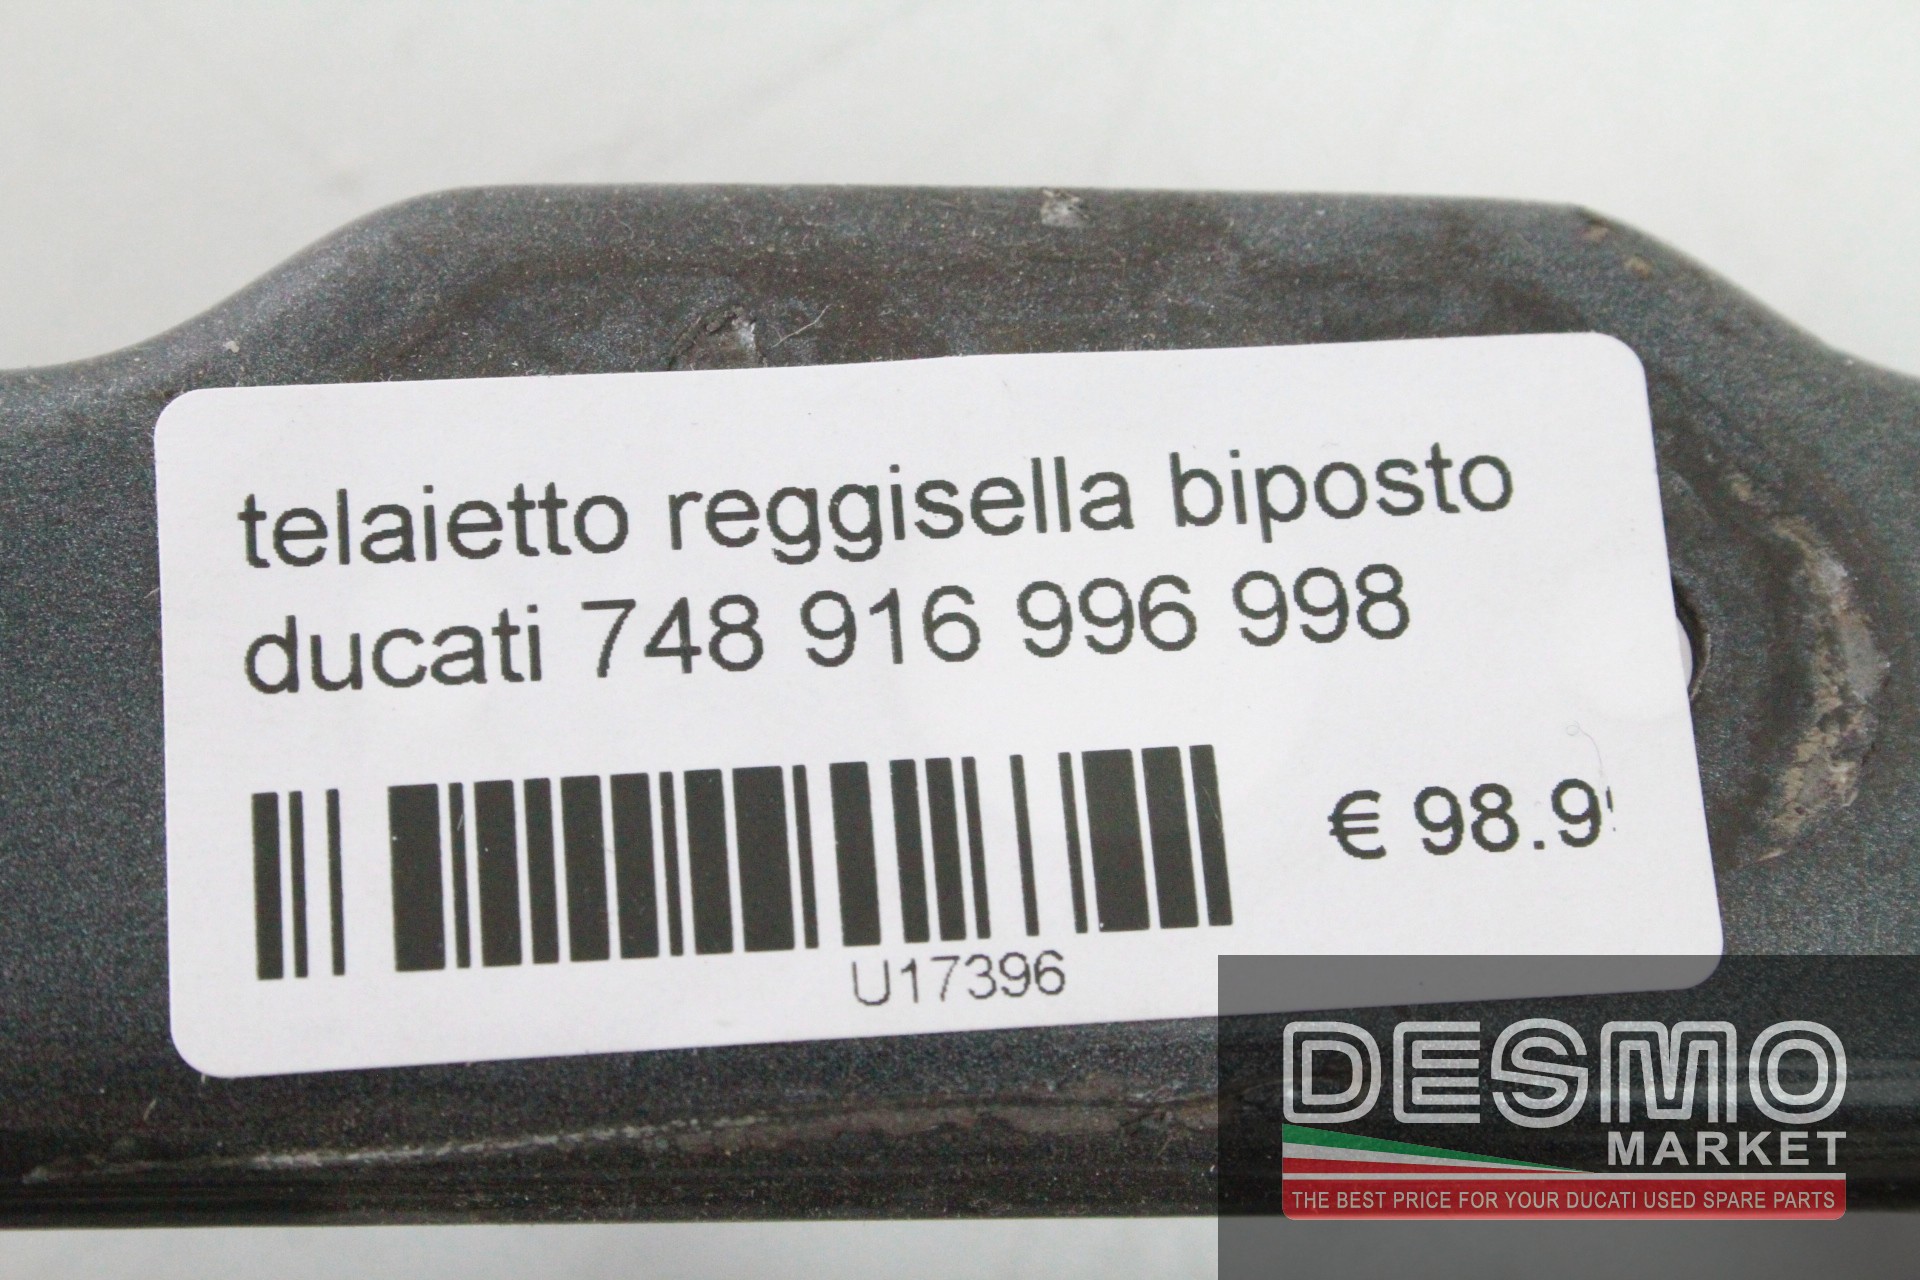 telaietto reggisella biposto
ducati 748 916 996 998
€ 98.9
U17396
DESMO
MARKET
THE BEST PRICE FOR YOUR DUCATI USED SPARE PARTS